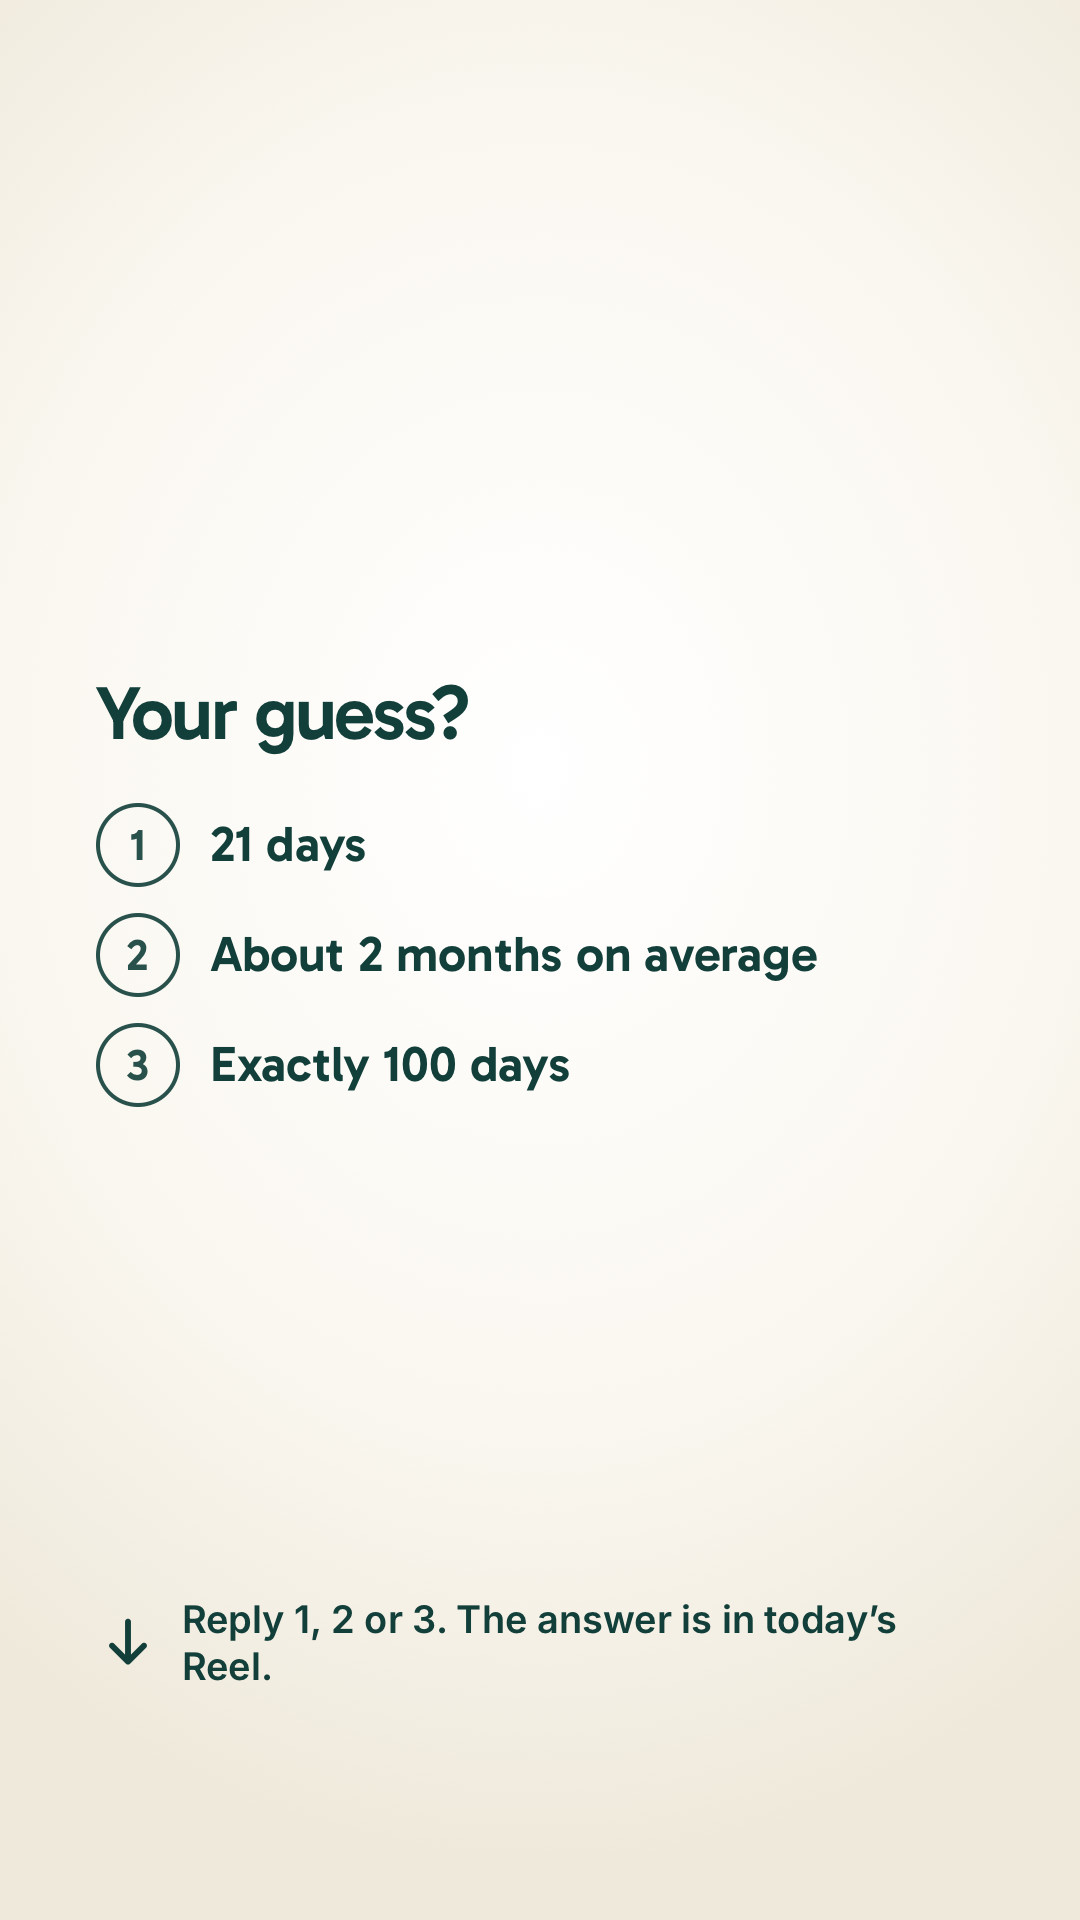 Your guess?
1 21 days
2 About 2 months on average
3 Exactly 100 days
Reply 1, 2 or 3. The answer is in today’s
Reel.